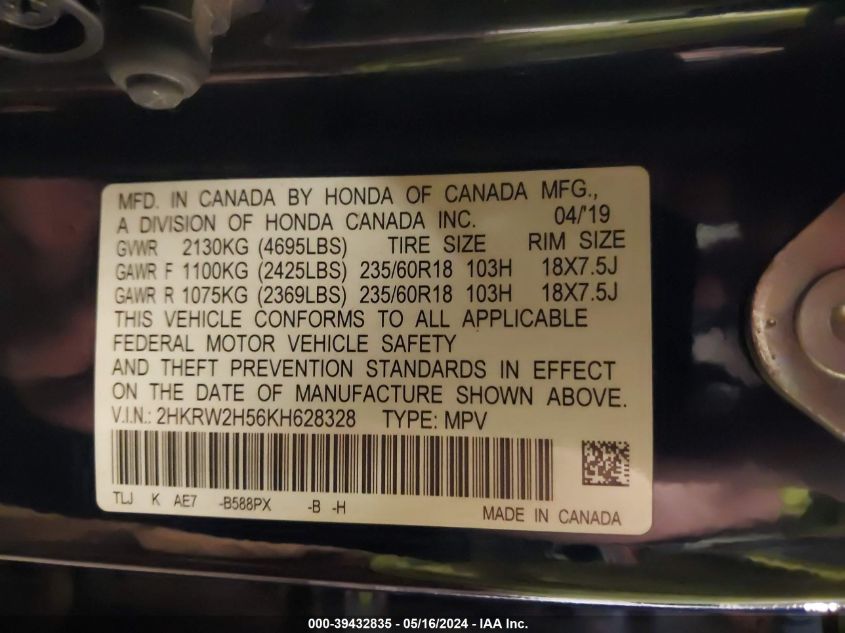 MFD. IN CANADA BY HONDA OF CANADA MFG.,
A DIVISION OF HONDA CANADA INC. 04/'19
GVWR 2130KG (4695LBS) TIRE SIZE RIM SIZE
GAWR F 1100KG (2425LBS) 235/60R18 103H 18X7.5J
GAWR R 1075KG (2369LBS) 235/60R18 103H 18X7.5J
THIS VEHICLE CONFORMS TO ALL APPLICABLE
FEDERAL MOTOR VEHICLE SAFETY
AND THEFT PREVENTION STANDARDS IN EFFECT
ON THE DATE OF MANUFACTURE SHOWN ABOVE.
V.I.N.: 2HKRW2H56KH628328 TYPE: MPV
TLJ K AE7 -B588PX -B -H
MADE IN CANADA
000-39432835 - 05/16/2024 - IAA Inc.